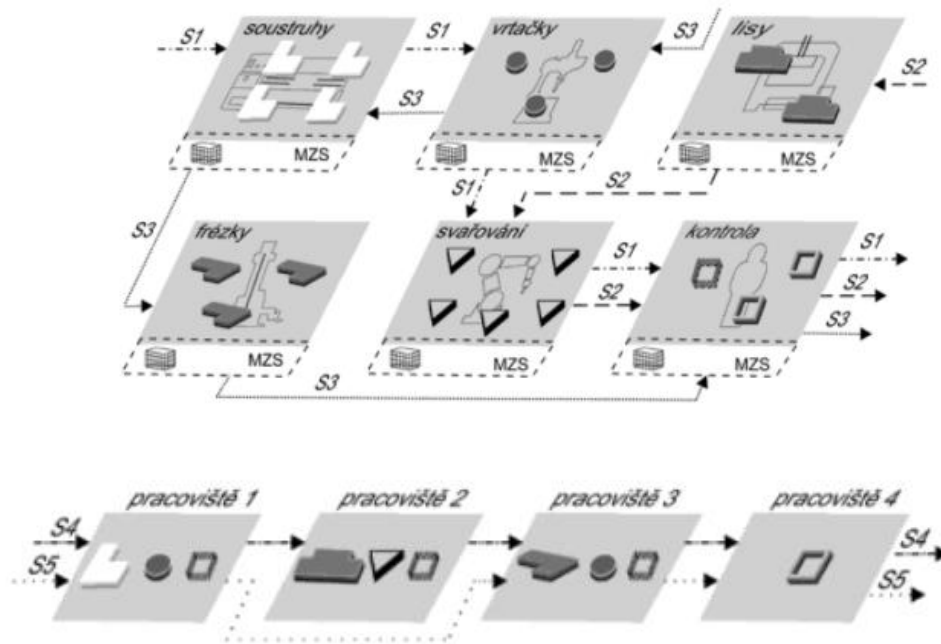 soustruhy
vrtačky
lisy
S1
S1
S3
S2
S3
MZS
MZS
MZS
S1
S2
S3
frézky
svařování
kontrola
S1
S1
S2
S2
S3
MZS
MZS
MZS
S3
pracoviště 1
pracoviště 2
pracoviště 3
pracoviště 4
S4
S4
S5
S5